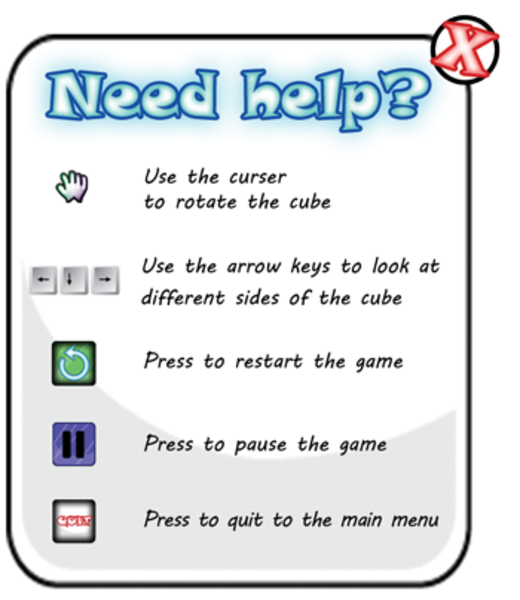 X
Need help?
Use the curser
to rotate the cube
Use the arrow keys to look at
different sides of the cube
Press to restart the game
Press to pause the game
QUIT
Press to quit to the main menu